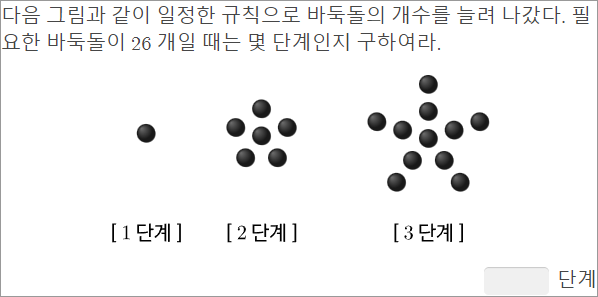 다음 그림과 같이 일정한 규칙으로 바둑돌의 개수를 늘려 나갔다. 필
요한 바둑돌이 26 개일 때는 몇 단계인지 구하여라.
[ 1 단계 ] [ 2 단계 ] [ 3 단계 ]
단계